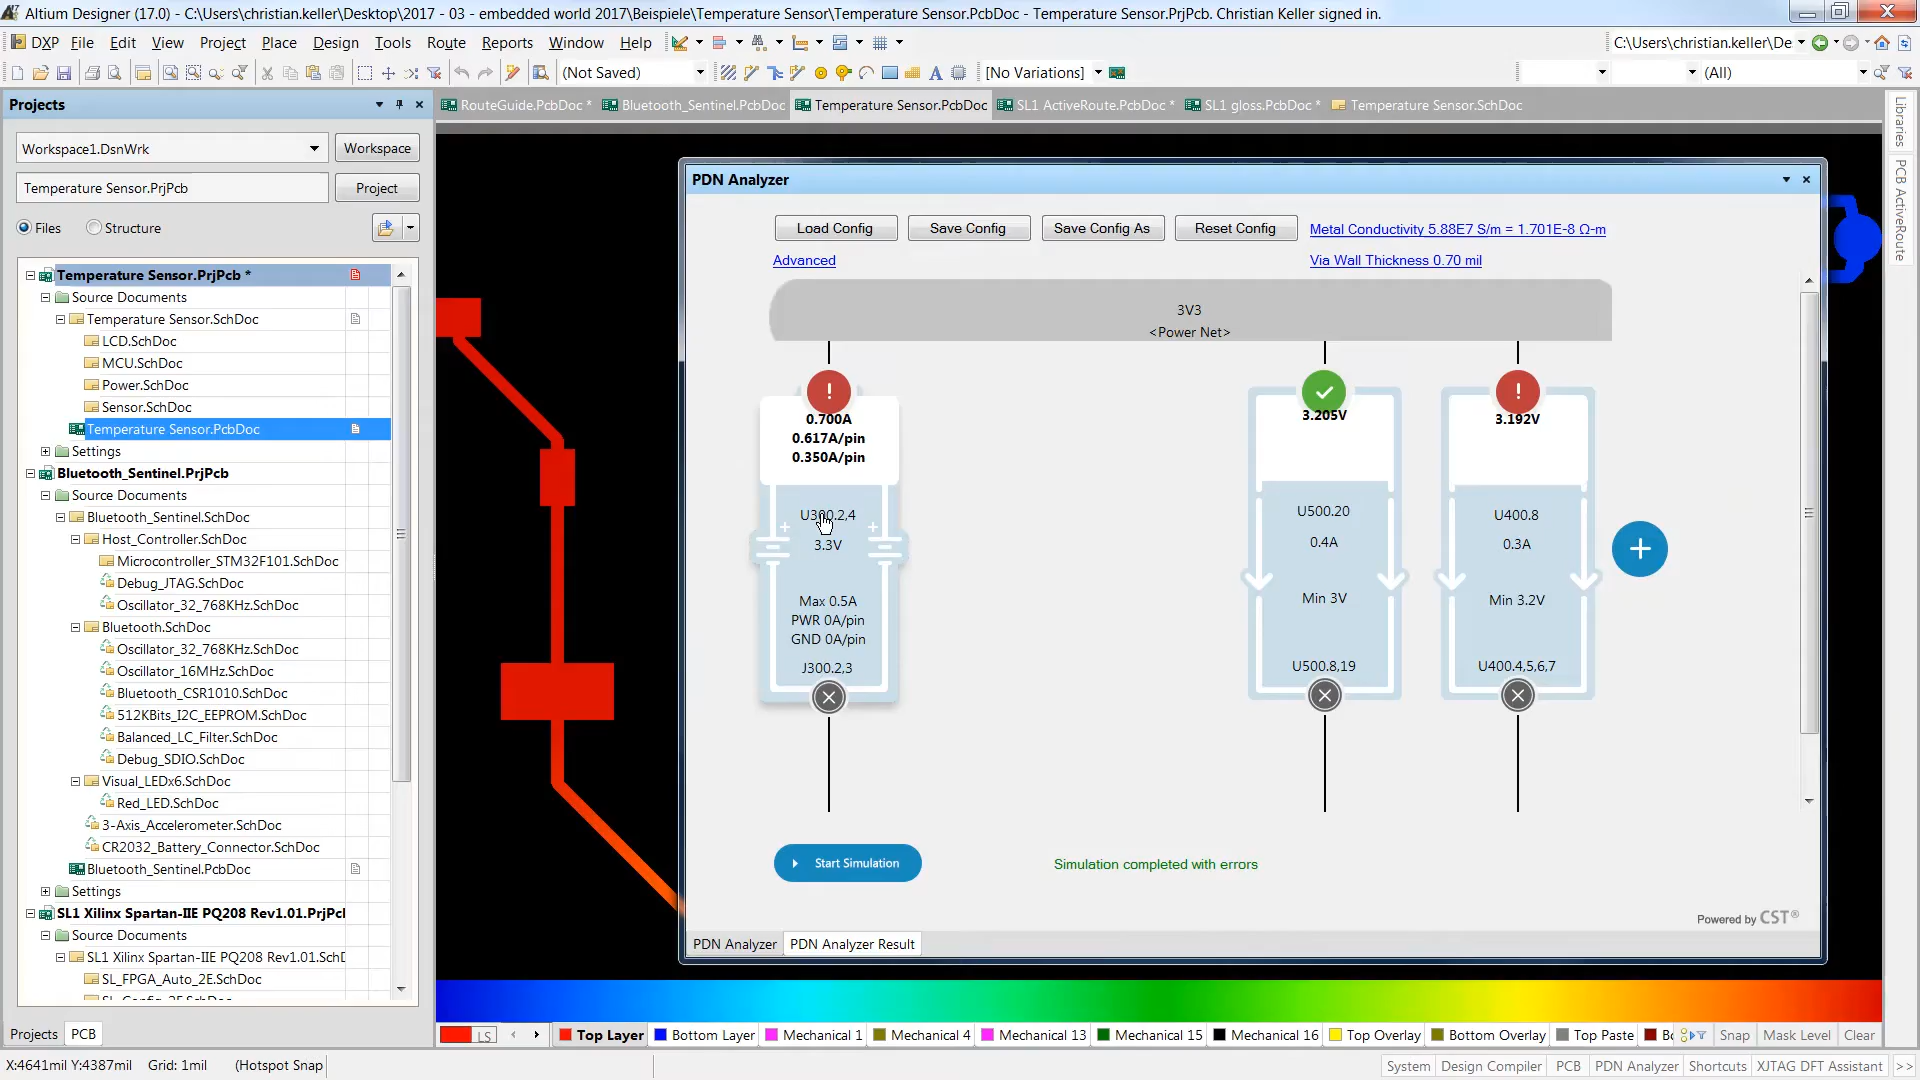 Altium Designer (17.0) - C:\Users\christian.keller\Desktop\2017 - 03 - embedded world 2017\Beispiele\Temperature Sensor\Temperature Sensor.PcbDoc - Temperature Sensor.PrjPcb. Christian Keller signed in.
DXP File Edit View Project Place Design Tools Route Reports Window Help
C:\Users\christian.keller\De
(Not Saved)
[No Variations]
(All)
Projects
RouteGuide.PcbDoc * Bluetooth_Sentinel.PcbDoc Temperature Sensor.PcbDoc SL1 ActiveRoute.PcbDoc * SL1 gloss.PcbDoc * Temperature Sensor.SchDoc
Libraries
PCB ActiveRoute
Workspace1.DsnWrk Workspace
Temperature Sensor.PrjPcb Project
Files Structure
Temperature Sensor.PrjPcb *
Source Documents
Temperature Sensor.SchDoc
LCD.SchDoc
MCU.SchDoc
Power.SchDoc
Sensor.SchDoc
Temperature Sensor.PcbDoc
Settings
Bluetooth_Sentinel.PrjPcb
Source Documents
Bluetooth_Sentinel.SchDoc
Host_Controller.SchDoc
Microcontroller_STM32F101.SchDoc
Debug_JTAG.SchDoc
Oscillator_32_768KHz.SchDoc
Bluetooth.SchDoc
Oscillator_32_768KHz.SchDoc
Oscillator_16MHz.SchDoc
Bluetooth_CSR1010.SchDoc
512KBits_I2C_EEPROM.SchDoc
Balanced_LC_Filter.SchDoc
Debug_SDIO.SchDoc
Visual_LEDx6.SchDoc
Red_LED.SchDoc
3-Axis_Accelerometer.SchDoc
CR2032_Battery_Connector.SchDoc
Bluetooth_Sentinel.PcbDoc
Settings
SL1 Xilinx Spartan-IIE PQ208 Rev1.01.PrjPcl
Source Documents
SL1 Xilinx Spartan-IIE PQ208 Rev1.01.SchD
SL_FPGA_Auto_2E.SchDoc
Projects PCB
PDN Analyzer
Load Config Save Config Save Config As Reset Config
Metal Conductivity 5.88E7 S/m = 1.701E-8 Ω-m
Advanced
Via Wall Thickness 0.70 mil
3V3
<Power Net>
0.700A
0.617A/pin
0.350A/pin
U300.2,4
3.3V
Max 0.5A
PWR 0A/pin
GND 0A/pin
J300.2,3
3.205V
U500.20
0.4A
Min 3V
U500.8,19
3.192V
U400.8
0.3A
Min 3.2V
U400.4,5,6,7
Start Simulation
Simulation completed with errors
Powered by CST®
PDN Analyzer PDN Analyzer Result
LS Top Layer Bottom Layer Mechanical 1 Mechanical 4 Mechanical 13 Mechanical 15 Mechanical 16 Top Overlay Bottom Overlay Top Paste Snap Mask Level Clear
X:4641mil Y:4387mil Grid: 1mil (Hotspot Snap
System Design Compiler PCB PDN Analyzer Shortcuts XJTAG DFT Assistant >>